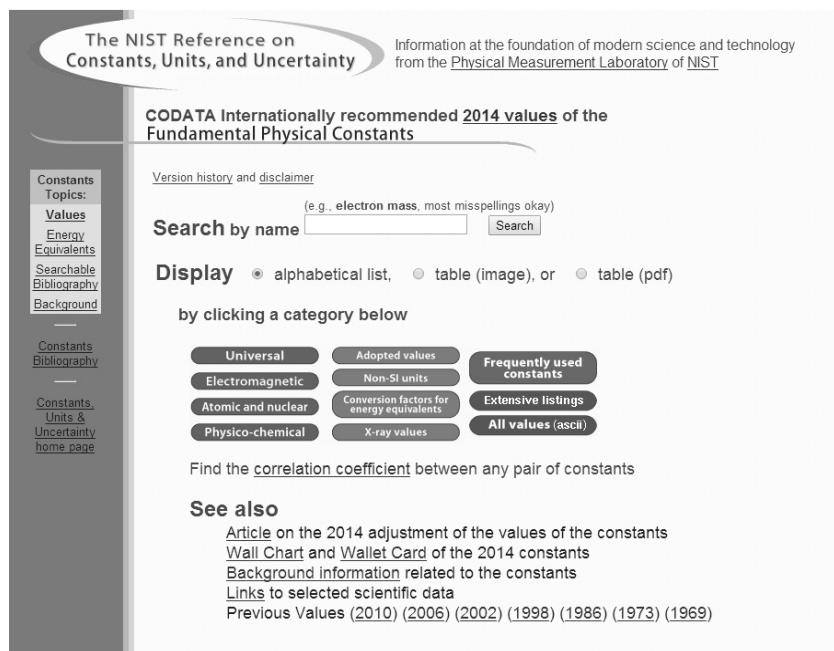 The NIST Reference on
Constants, Units, and Uncertainty
Information at the foundation of modern science and technology
from the Physical Measurement Laboratory of NIST
CODATA Internationally recommended 2014 values of the
Fundamental Physical Constants
Constants
Topics:
Values
Energy
Equivalents
Searchable
Bibliography
Background
Constants
Bibliography
Constants,
Units &
Uncertainty
home page
Version history and disclaimer
(e.g., electron mass, most misspellings okay)
Search by name
Search
Display alphabetical list, table (image), or table (pdf)
by clicking a category below
Universal
Electromagnetic
Atomic and nuclear
Physico-chemical
Adopted values
Non-SI units
Conversion factors for
energy equivalents
X-ray values
Frequently used
constants
Extensive listings
All values (ascii)
Find the correlation coefficient between any pair of constants
See also
Article on the 2014 adjustment of the values of the constants
Wall Chart and Wallet Card of the 2014 constants
Background information related to the constants
Links to selected scientific data
Previous Values (2010) (2006) (2002) (1998) (1986) (1973) (1969)